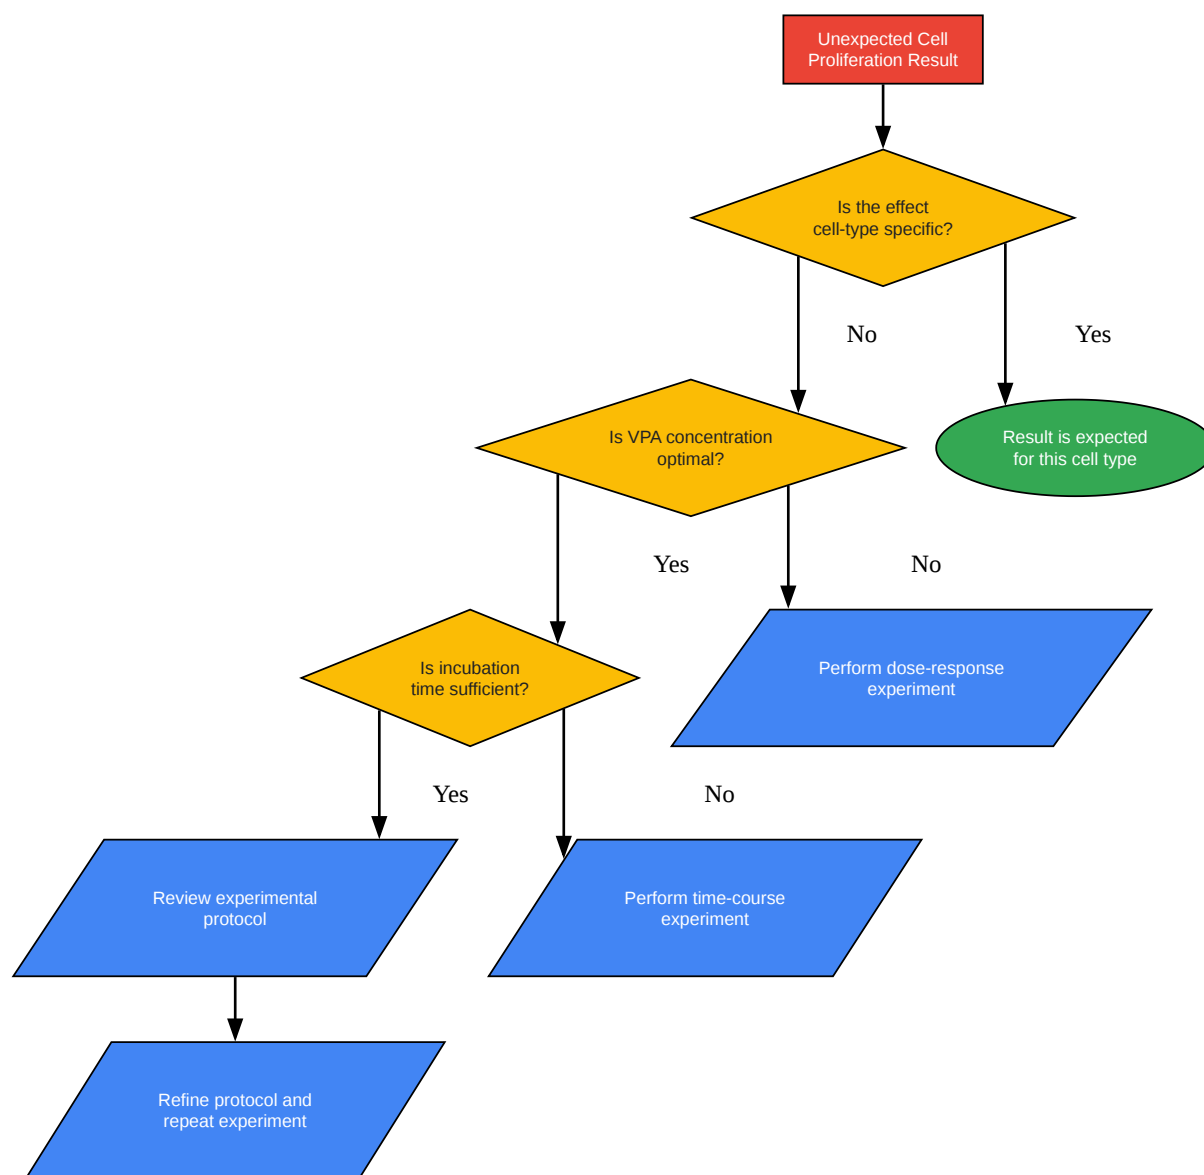 Unexpected Cell
Proliferation Result
Is the effect
cell-type specific?
No
Yes
Is VPA concentration
optimal?
Result is expected
for this cell type
Yes
No
Is incubation
time sufficient?
Perform dose-response
experiment
Yes
No
Review experimental
protocol
Perform time-course
experiment
Refine protocol and
repeat experiment